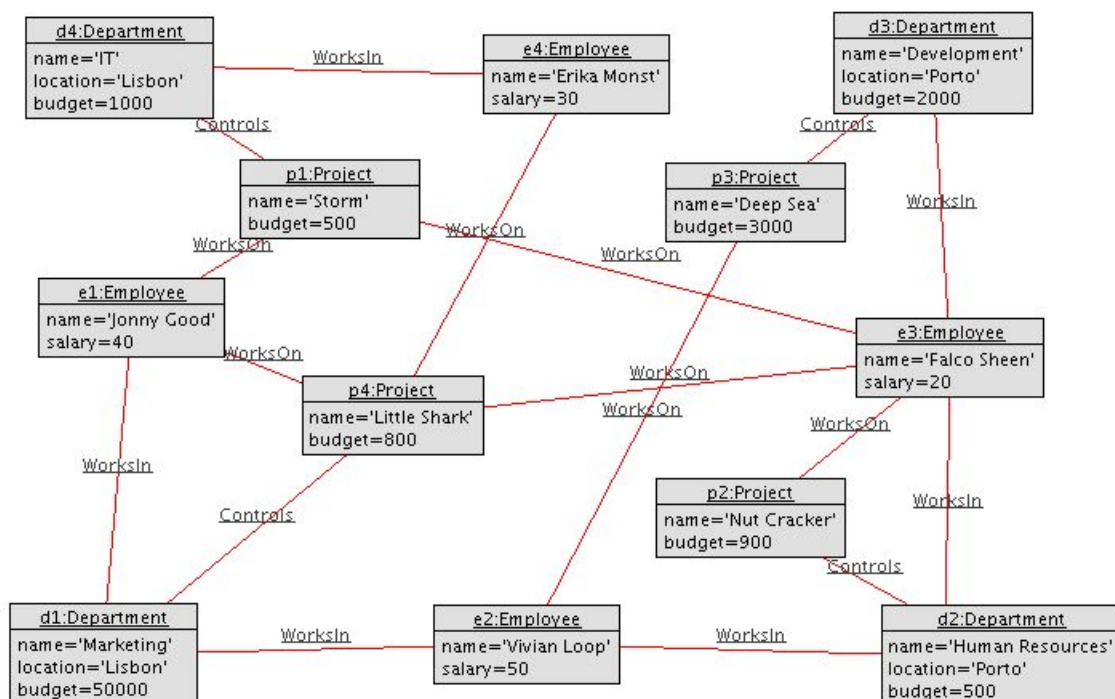 d4:Department
name='IT'
location='Lisbon'
budget=1000
WorksIn
e4:Employee
name='Erika Monst'
salary=30
d3:Department
name='Development'
location='Porto'
budget=2000
Controls
Controls
p1:Project
name='Storm'
budget=500
p3:Project
name='Deep Sea'
budget=3000
WorksIn
WorksOn
WorksOn
WorksOn
e1:Employee
name='Jonny Good'
salary=40
e3:Employee
name='Falco Sheen'
salary=20
WorksOn
p4:Project
name='Little Shark'
budget=800
WorksOn
WorksOn
WorksOn
WorksIn
p2:Project
name='Nut Cracker'
budget=900
WorksIn
Controls
Controls
d1:Department
name='Marketing'
location='Lisbon'
budget=50000
WorksIn
e2:Employee
name='Vivian Loop'
salary=50
WorksIn
d2:Department
name='Human Resources'
location='Porto'
budget=500